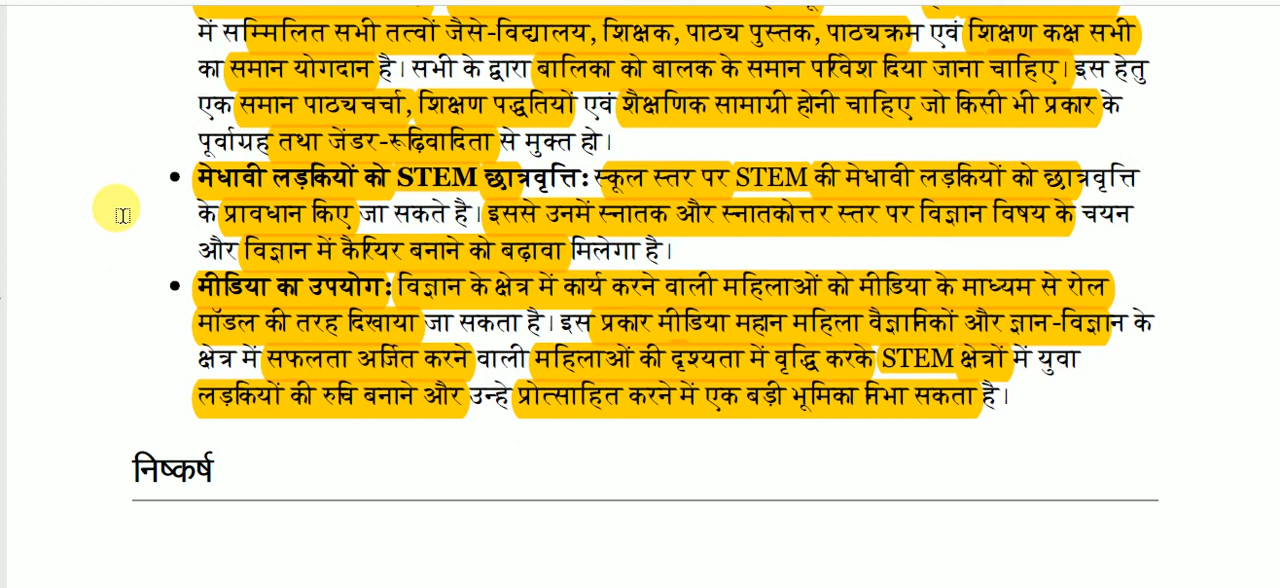 में सम्मिलित सभी तत्वों जैसे-विद्यालय, शिक्षक, पाठ्य पुस्तक, पाठ्यक्रम एवं शिक्षण कक्ष सभी
का समान योगदान है। सभी के द्वारा बालिका को बालक के समान परिवेश दिया जाना चाहिए। इस हेतु
एक समान पाठ्यचर्चा, शिक्षण पद्धतियों एवं शैक्षणिक सामाग्री होनी चाहिए जो किसी भी प्रकार के
पूर्वाग्रह तथा जेंडर-रूढ़िवादिता से मुक्त हो।
• मेधावी लड़कियों को STEM छात्रवृत्ति: स्कूल स्तर पर STEM की मेधावी लड़कियों को छात्रवृत्ति
के प्रावधान किए जा सकते है। इससे उनमें स्नातक और स्नातकोत्तर स्तर पर विज्ञान विषय के चयन
और विज्ञान में कैरियर बनाने को बढ़ावा मिलेगा है।
• मीडिया का उपयोग: विज्ञान के क्षेत्र में कार्य करने वाली महिलाओं को मीडिया के माध्यम से रोल
मॉडल की तरह दिखाया जा सकता है। इस प्रकार मीडिया महान महिला वैज्ञानिकों और ज्ञान-विज्ञान के
क्षेत्र में सफलता अर्जित करने वाली महिलाओं की दृश्यता में वृद्धि करके STEM क्षेत्रों में युवा
लड़कियों की रुचि बनाने और उन्हे प्रोत्साहित करने में एक बड़ी भूमिका निभा सकता है।
निष्कर्ष